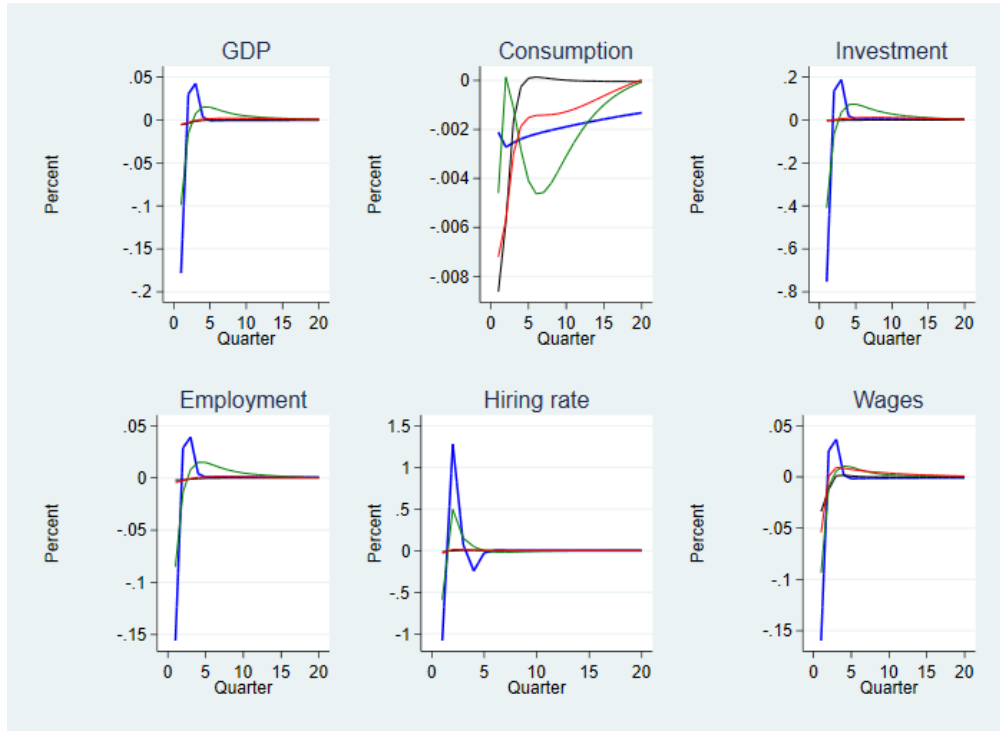 GDP
.05
0
-.05
-.1
-.15
-.2
Percent
0 5 10 15 20
Quarter
Consumption
0
-.002
-.004
-.006
-.008
Percent
0 5 10 15 20
Quarter
Investment
.2
0
-.2
-.4
-.6
-.8
Percent
0 5 10 15 20
Quarter
Employment
.05
0
-.05
-.1
-.15
Percent
0 5 10 15 20
Quarter
Hiring rate
1.5
1
.5
0
-.5
-1
Percent
0 5 10 15 20
Quarter
Wages
.05
0
-.05
-.1
-.15
Percent
0 5 10 15 20
Quarter